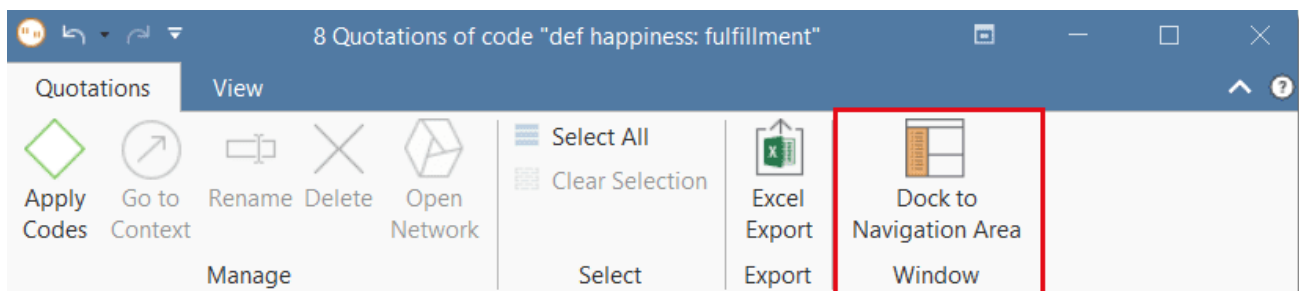 8 Quotations of code "def happiness: fulfillment"
Quotations View
Apply Codes
Go to Context
Rename
Delete
Open Network
Select All
Clear Selection
Excel Export
Dock to Navigation Area
Manage Select Export Window